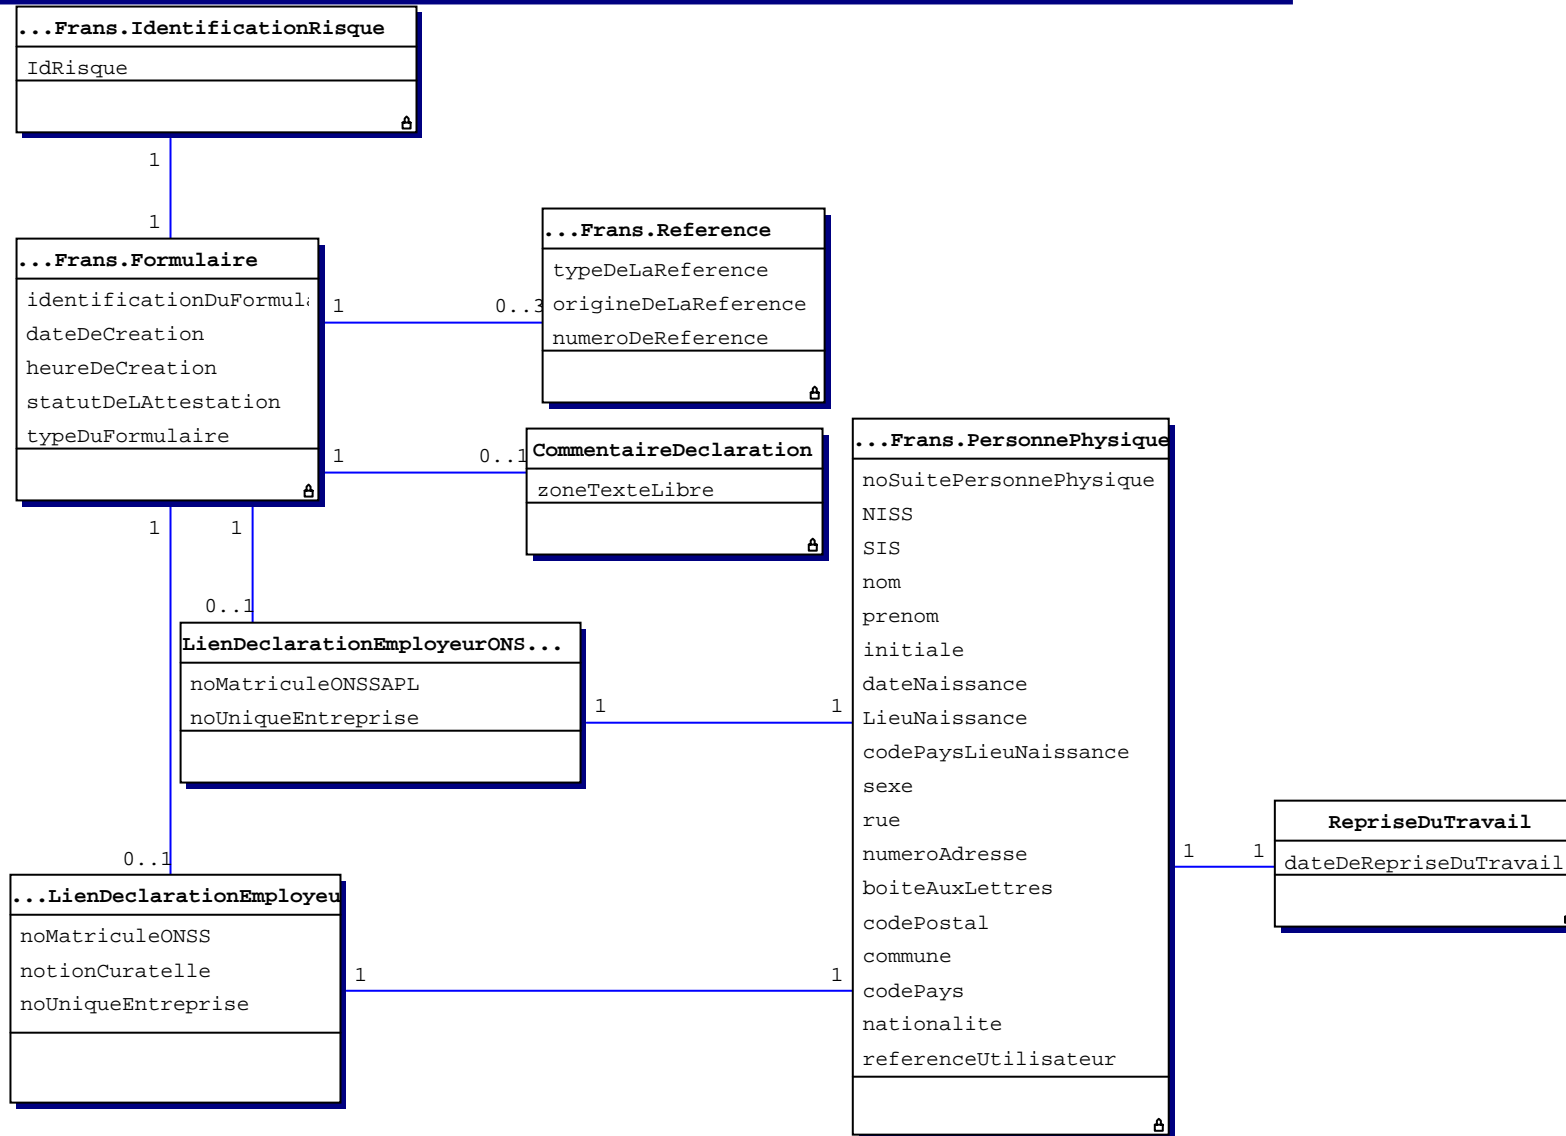 ...Frans.IdentificationRisque
IdRisque
1
1
...Frans.Formulaire
identificationDuFormul
dateDeCreation
heureDeCreation
statutDeLAttestation
typeDuFormulaire
1
0..3
...Frans.Reference
typeDeLaReference
origineDeLaReference
numeroDeReference
1
0..1
CommentaireDeclaration
zoneTexteLibre
1
1
0..1
LienDeclarationEmployeurONS...
noMatriculeONSSAPL
noUniqueEntreprise
1
1
0..1
...LienDeclarationEmployeu
noMatriculeONSS
notionCuratelle
noUniqueEntreprise
1
1
...Frans.PersonnePhysique
noSuitePersonnePhysique
NISS
SIS
nom
prenom
initiale
dateNaissance
LieuNaissance
codePaysLieuNaissance
sexe
rue
numeroAdresse
boiteAuxLettres
codePostal
commune
codePays
nationalite
referenceUtilisateur
1
1
RepriseDuTravail
dateDeRepriseDuTravail